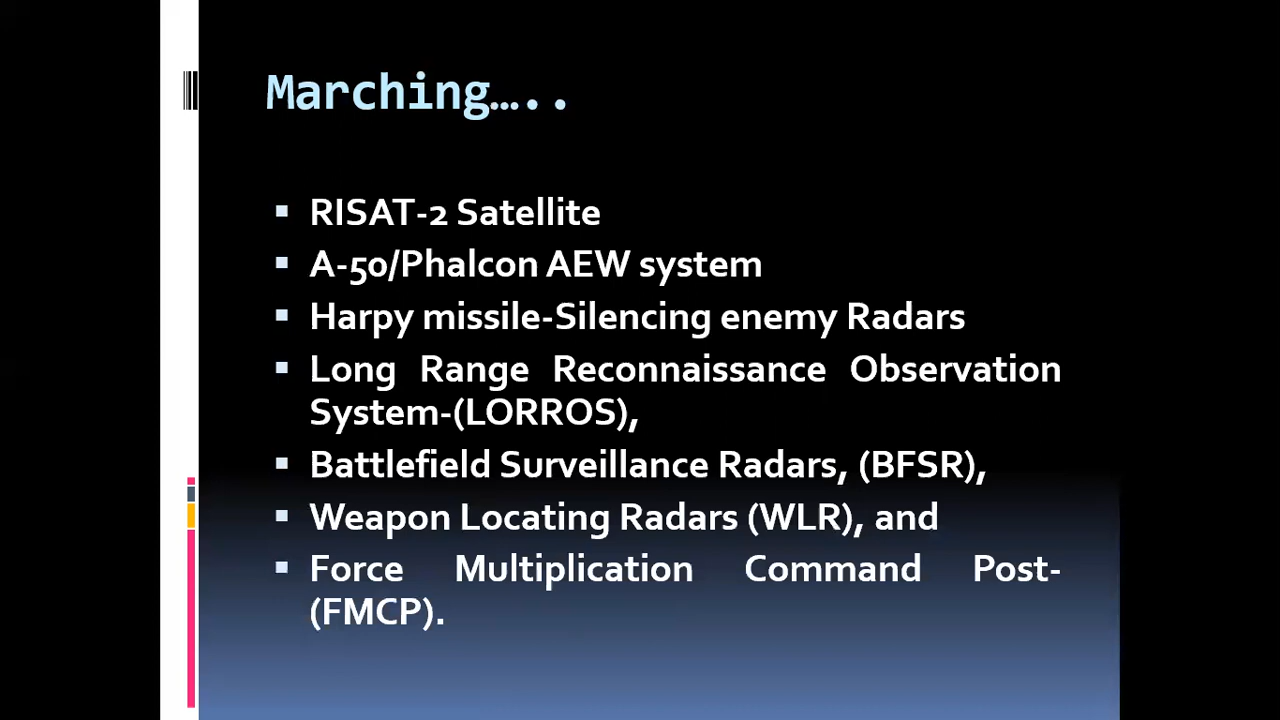 Marching…..
RISAT-2 Satellite
A-50/Phalcon AEW system
Harpy missile-Silencing enemy Radars
Long Range Reconnaissance Observation
System-(LORROS),
Battlefield Surveillance Radars, (BFSR),
Weapon Locating Radars (WLR), and
Force Multiplication Command Post-
(FMCP).